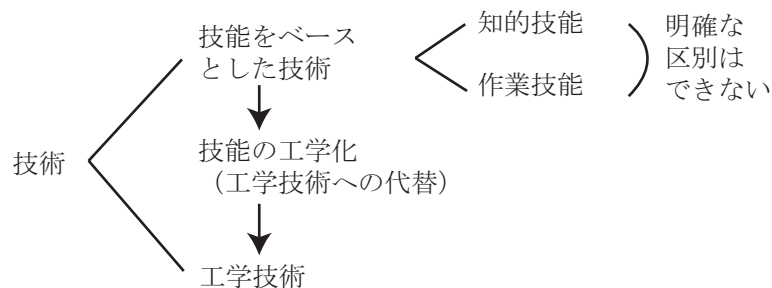 技能をベース
とした技術
知的技能
作業技能
明確な
区別は
できない
技術
技能の工学化
（工学技術への代替）
工学技術